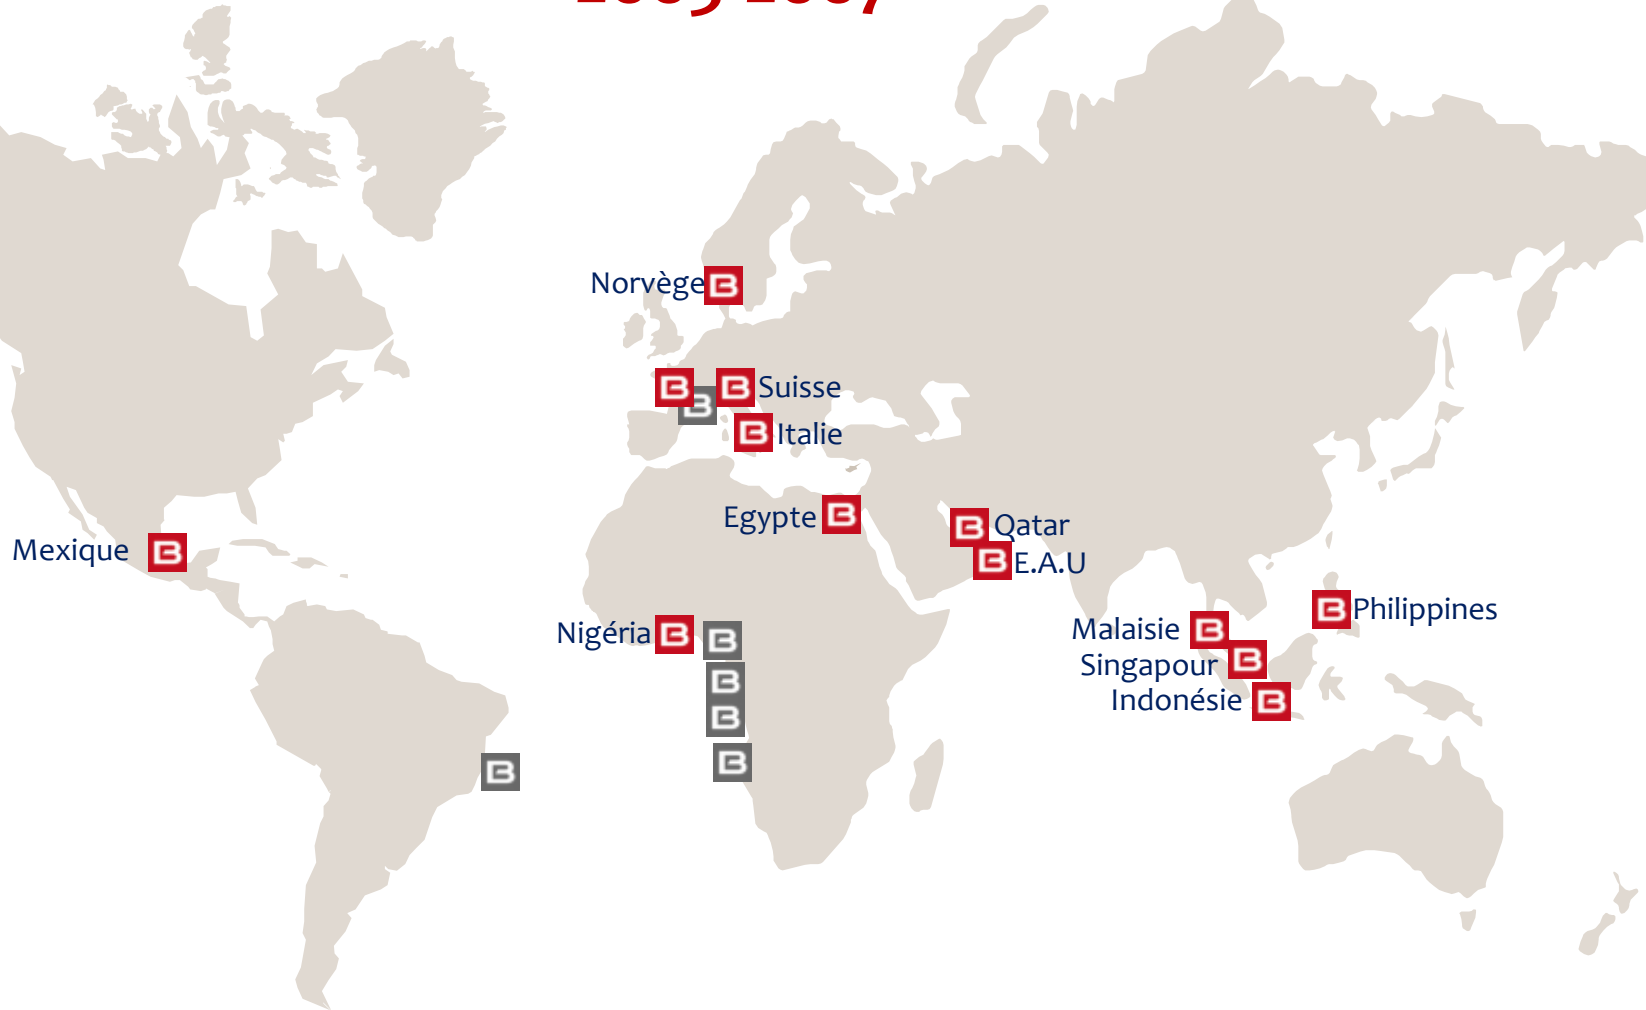 Norvège
Suisse
Italie
Egypte
Qatar
E.A.U
Mexique
Philippines
Nigéria
Malaisie
Singapour
Indonésie